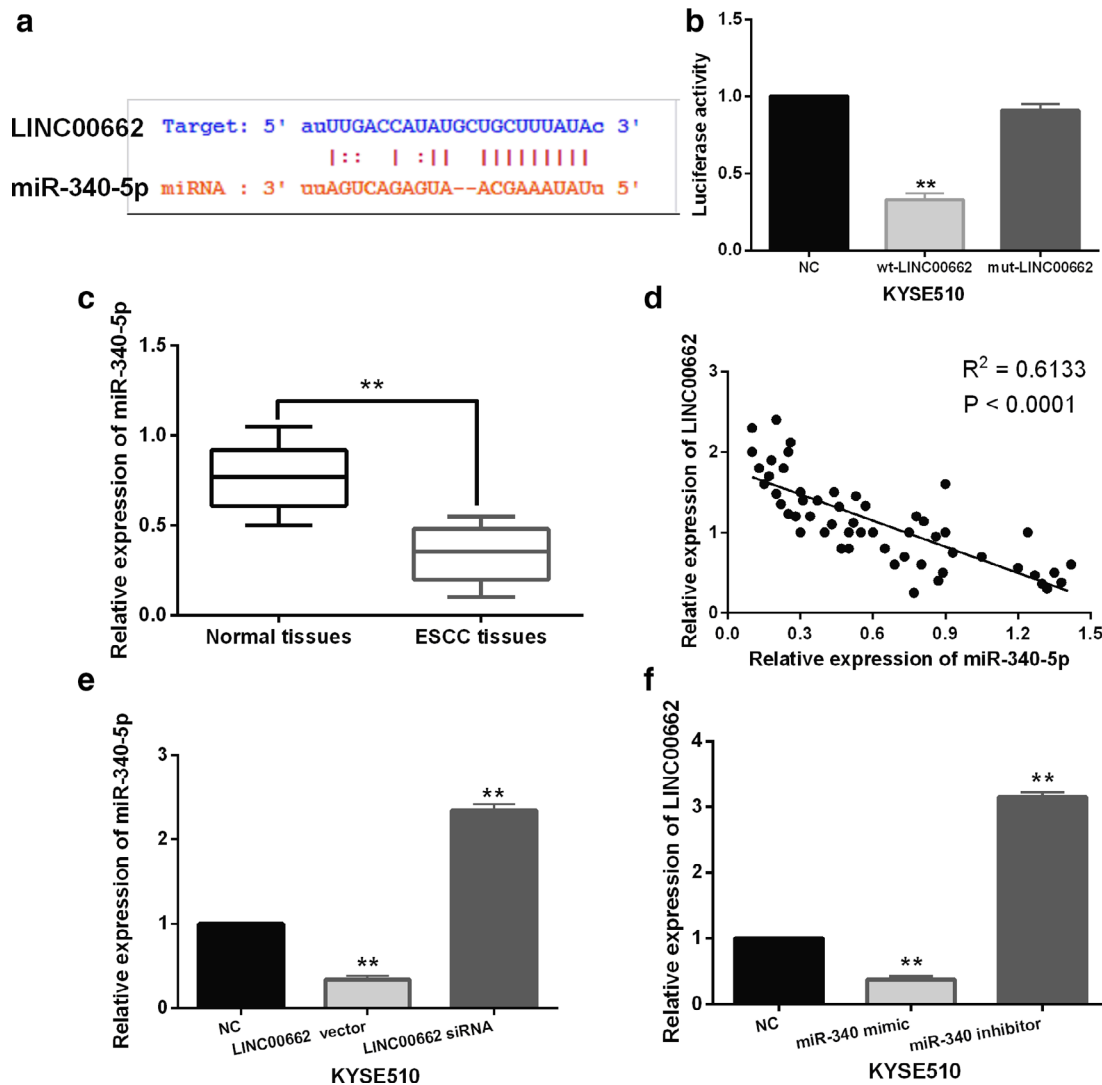 a
LINC00662 Target: 5' auUUGACCAUAUGCUGCUUUAUAc 3'
|:: | :|| |||||||||
miR-340-5p miRNA : 3' uuAGUCAGAGUA--ACGAAAUAUu 5'
b
Luciferase activity
1.5
1.0
0.5
0.0
**
NC wt-LINC00662 mut-LINC00662
KYSE510
c
Relative expression of miR-340-5p
1.5
1.0
0.5
0.0
**
Normal tissues ESCC tissues
d
Relative expression of LINC00662
3
2
1
0
R² = 0.6133
P < 0.0001
0.0 0.3 0.6 0.9 1.2 1.5
Relative expression of miR-340-5p
e
Relative expression of miR-340-5p
3
2
1
0
**
**
NC LINC00662 vector LINC00662 siRNA
KYSE510
f
Relative expression of LINC00662
4
3
2
1
0
**
**
NC miR-340 mimic miR-340 inhibitor
KYSE510